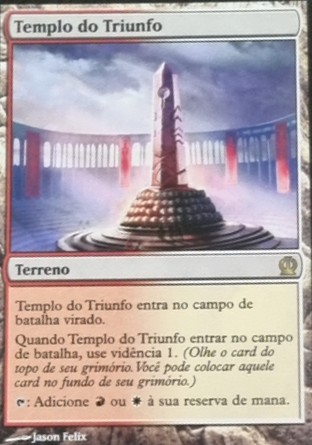 Templo do Triunfo
Terreno
Templo do Triunfo entra no campo de
batalha virado.
Quando Templo do Triunfo entrar no campo
de batalha, use vidência 1. (Olhe o card do
topo de seu grimório. Você pode colocar aquele
card no fundo de seu grimório.)
: Adicione ou à sua reserva de mana.
Jason Felix